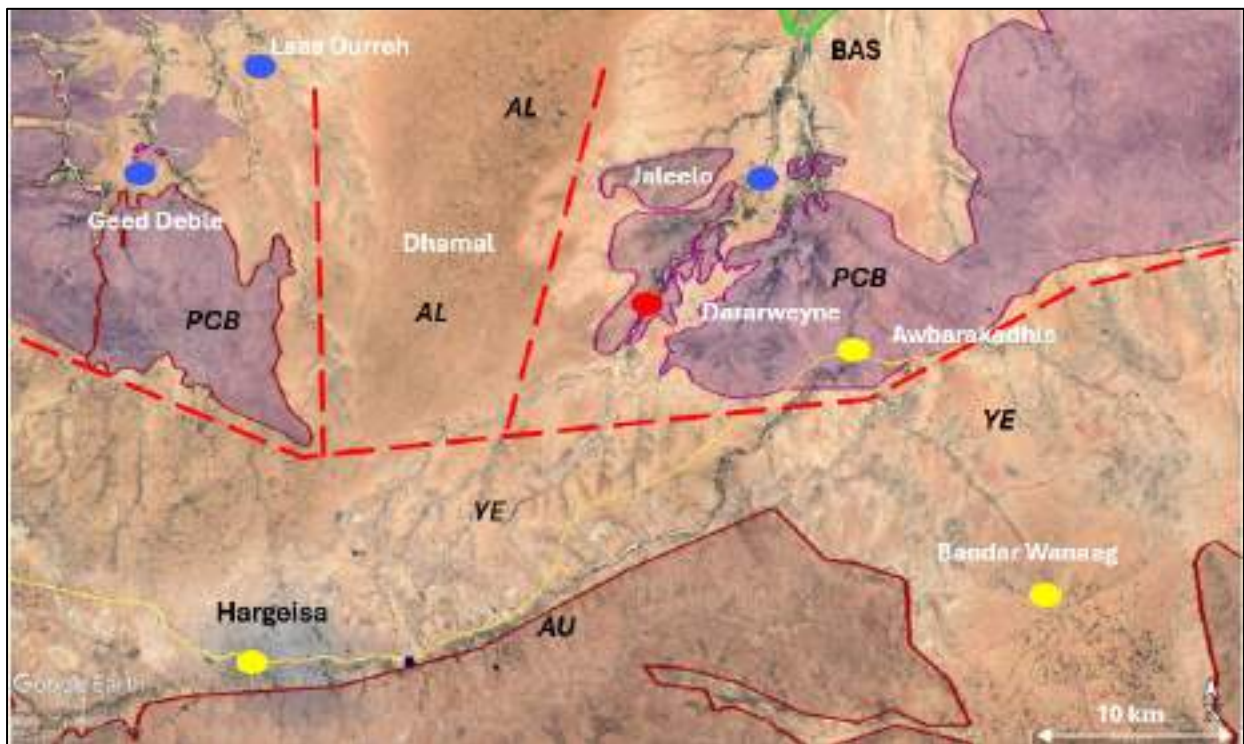 Laas Durreh
BAS
AL
Jaleelo
Geed Deble
Dhamal
PCB
PCB
AL
Dararweyne
Awbarakadhle
YE
YE
Bandar Wanaag
Hargeisa
AU
Google Earth
10 km